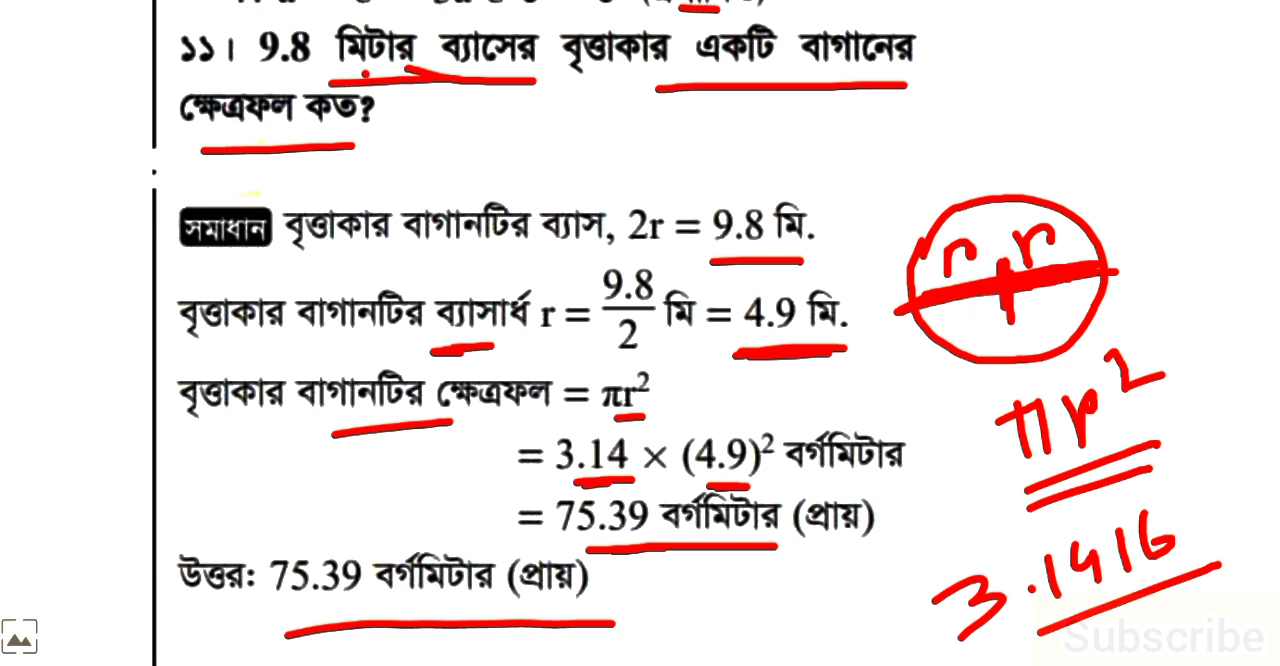 ১১। 9.8 মিটার ব্যাসের বৃত্তাকার একটি বাগানের
ক্ষেত্রফল কত?
সমাধান বৃত্তাকার বাগানটির ব্যাস, 2r = 9.8 মি.
বৃত্তাকার বাগানটির ব্যাসার্ধ r = 9.8/2 মি = 4.9 মি.
r r
বৃত্তাকার বাগানটির ক্ষেত্রফল = πr²
πr²
= 3.14 × (4.9)² বর্গমিটার
= 75.39 বর্গমিটার (প্রায়)
3.1416
উত্তর: 75.39 বর্গমিটার (প্রায়)
Subscribe